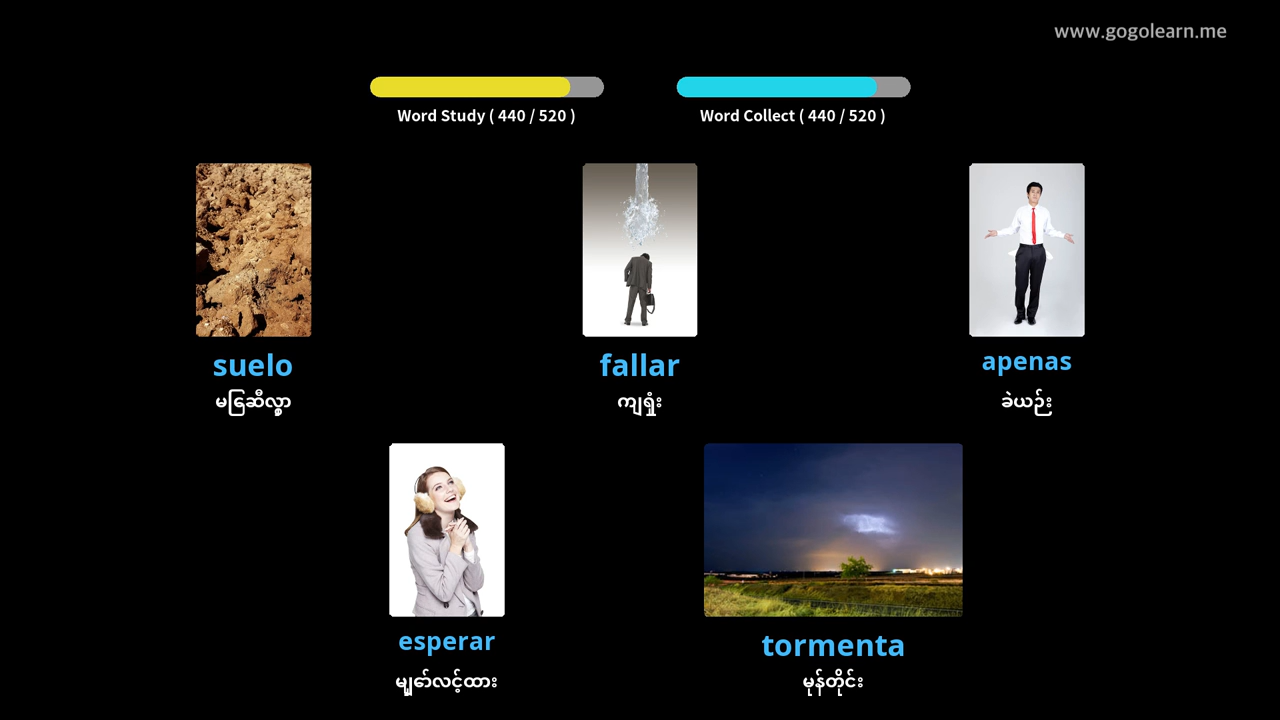 www.gogolearn.me
Word Study ( 440 / 520 )
Word Collect ( 440 / 520 )
suelo
fallar
apenas
မြေဆီလွှာ
ကျရှုံး
ခဲယဉ်း
esperar
tormenta
မျှော်လင့်ထား
မုန်တိုင်း